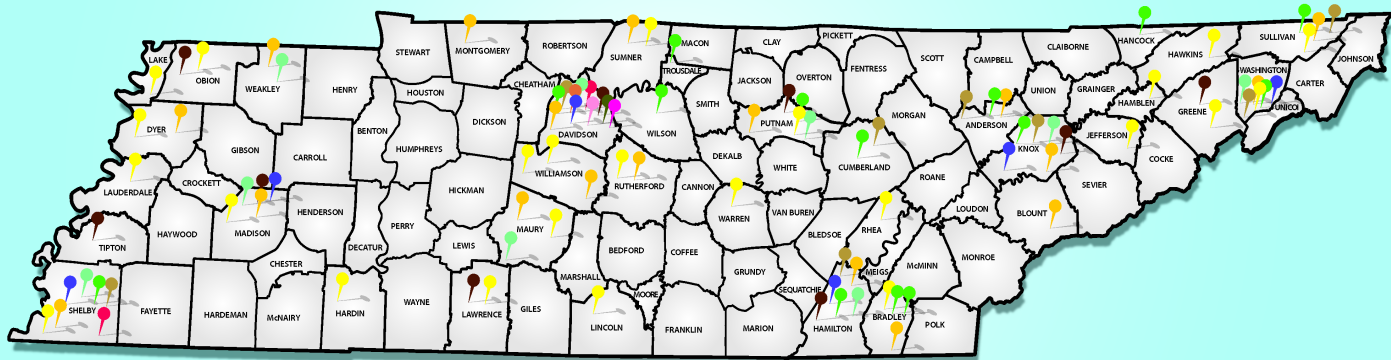 PICKETT
HANCOCK
SULLIVAN
STEWART
MONTGOMERY
ROBERTSON
SUMNER
MACON
CLAY
SCOTT
CLAIBORNE
HAWKINS
JOHNSON
LAKE
OBION
WEAKLEY
HENRY
HOUSTON
CHEATHAM
TROUSDALE
JACKSON
OVERTON
FENTRESS
CAMPBELL
UNION
GRAINGER
HAMBLEN
WASHINGTON
CARTER
UNICOI
GREENE
DYER
GIBSON
CARROLL
BENTON
HUMPHREYS
DICKSON
DAVIDSON
WILSON
SMITH
PUTNAM
MORGAN
ANDERSON
KNOX
JEFFERSON
COCKE
LAUDERDALE
CROCKETT
HICKMAN
WILLIAMSON
RUTHERFORD
CANNON
DEKALB
WHITE
CUMBERLAND
ROANE
LOUDON
BLOUNT
SEVIER
TIPTON
HAYWOOD
MADISON
HENDERSON
DECATUR
PERRY
LEWIS
MAURY
BEDFORD
COFFEE
WARREN
VAN BUREN
BLEDSOE
RHEA
MEIGS
McMINN
MONROE
CHESTER
MARSHALL
MOORE
GRUNDY
SEQUATCHIE
SHELBY
FAYETTE
HARDEMAN
McNAIRY
HARDIN
WAYNE
LAWRENCE
GILES
LINCOLN
FRANKLIN
MARION
HAMILTON
BRADLEY
POLK